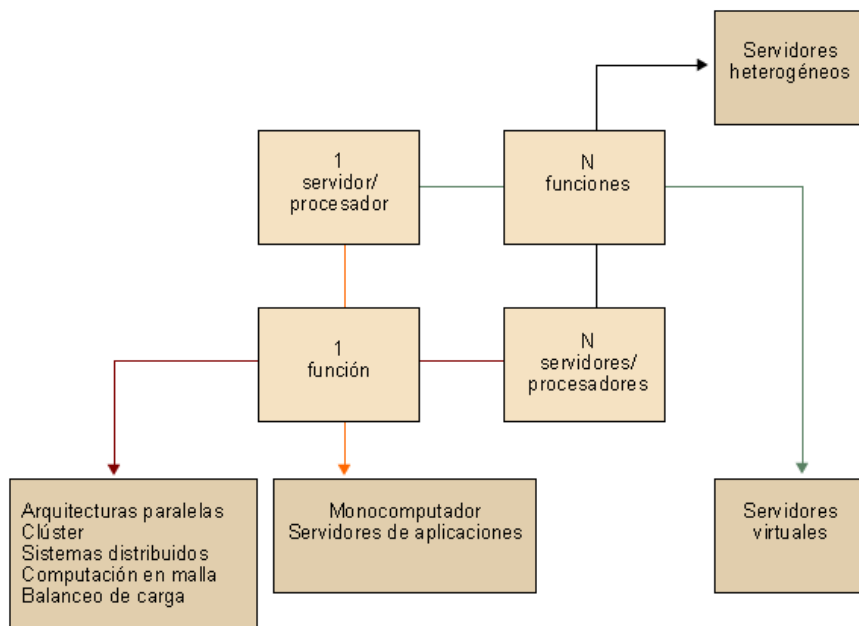 Servidores
heterogéneos
1
servidor/
procesador
N
funciones
1
función
N
servidores/
procesadores
Arquitecturas paralelas
Clúster
Sistemas distribuidos
Computación en malla
Balanceo de carga
Monocomputador
Servidores de aplicaciones
Servidores
virtuales